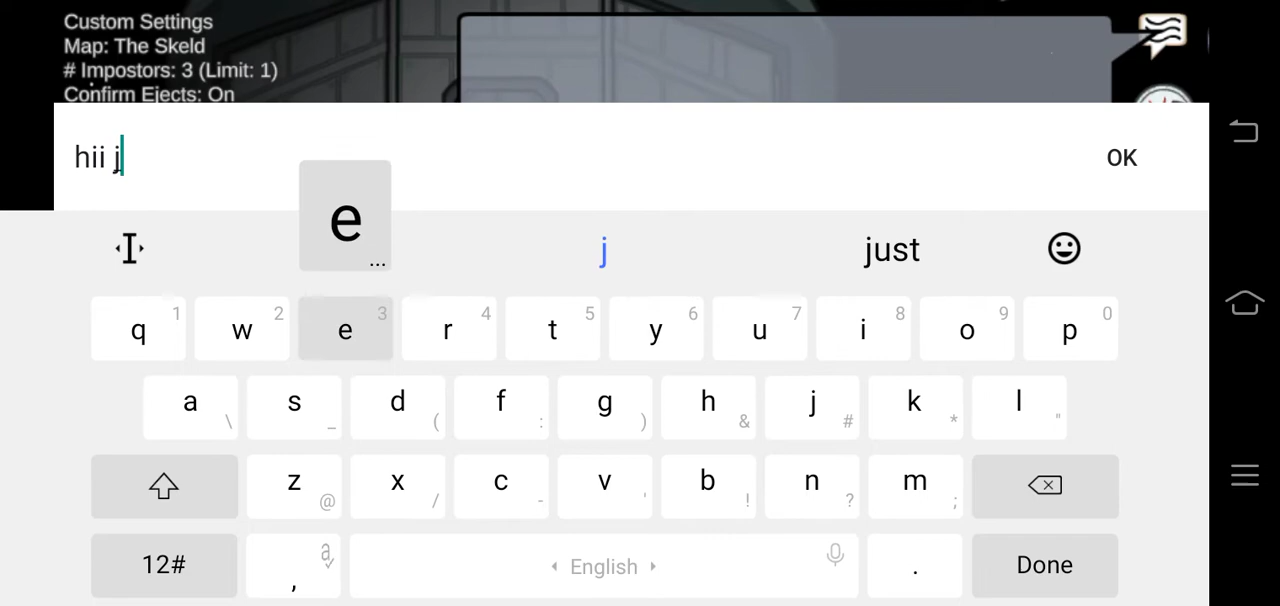 Custom Settings
Map: The Skeld
# Impostors: 3 (Limit: 1)
Confirm Ejects: On
hii j
OK
e
...
j
just
q 1 w 2 e 3 r 4 t 5 y 6 u 7 i 8 o 9 p 0
a \ s _ d ( f : g ) h & j # k * l "
z @ x / c - v ' b ! n ? m ;
12# , a English . Done